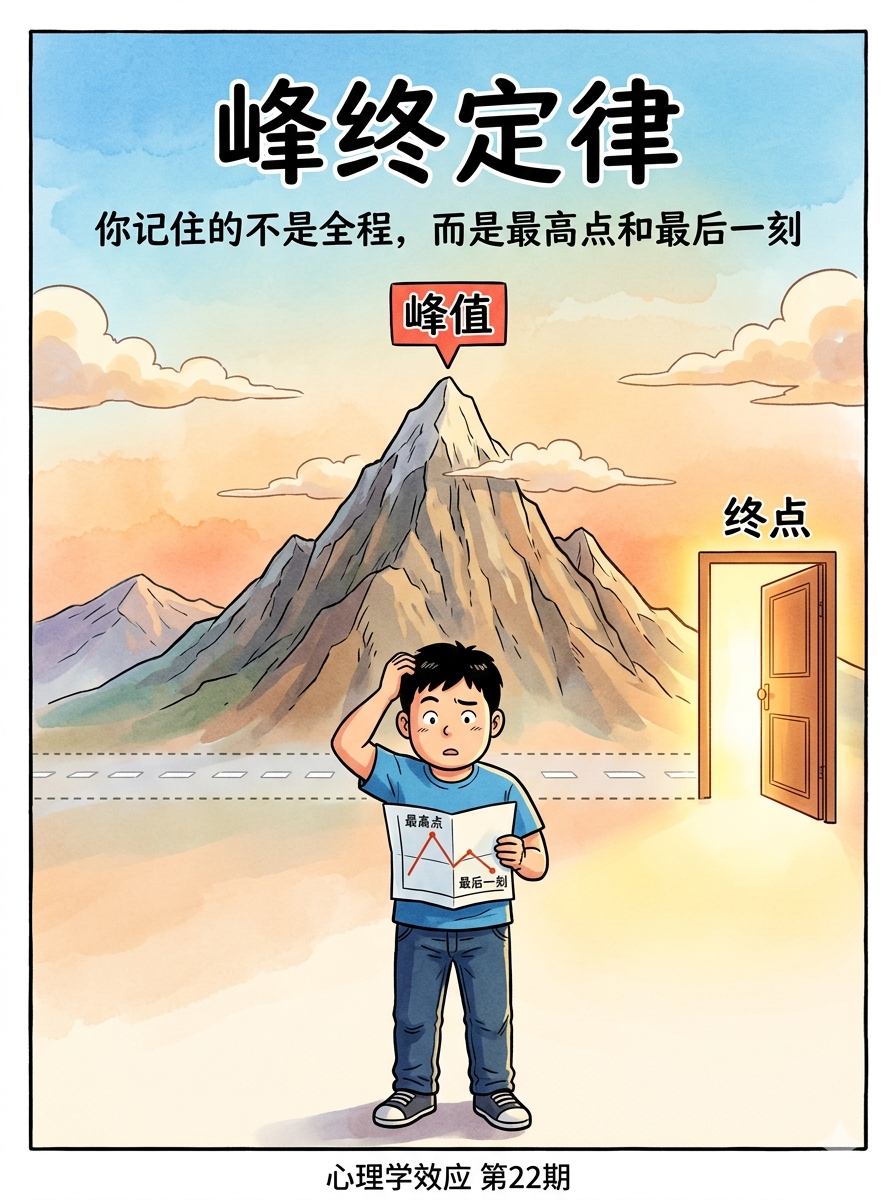 峰终定律
你记住的不是全程，而是最高点和最后一刻
峰值
终点
最高点
最后一刻
心理学效应 第22期